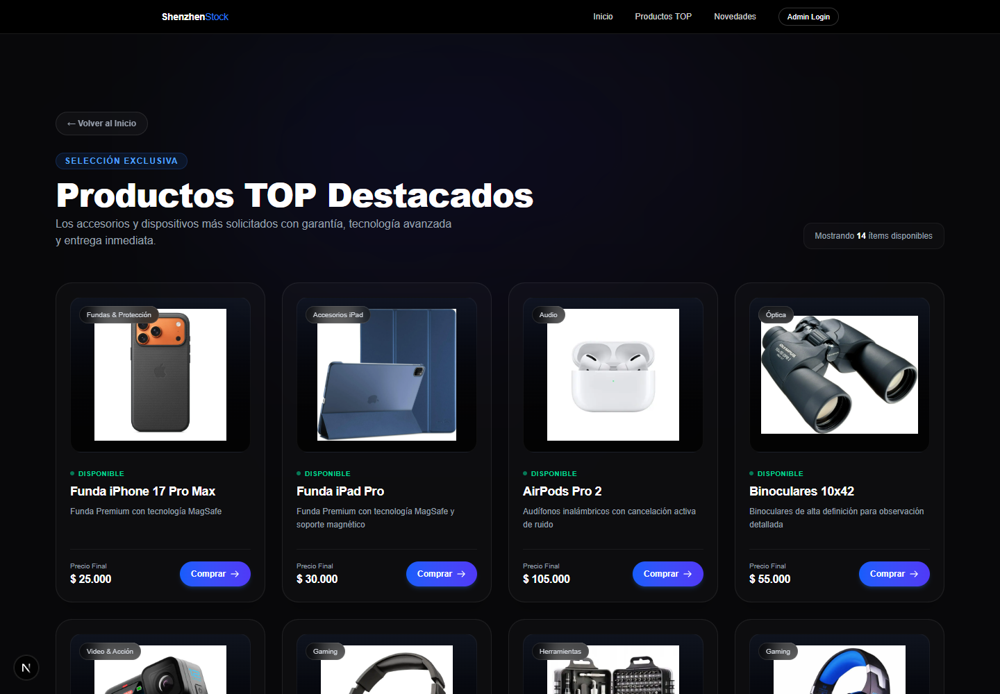 ShenzhenStock
Inicio
Productos TOP
Novedades
Admin Login
← Volver al Inicio
SELECCIÓN EXCLUSIVA
Productos TOP Destacados
Los accesorios y dispositivos más solicitados con garantía, tecnología avanzada
y entrega inmediata.
Mostrando 14 ítems disponibles
Fundas & Protección
Accesorios iPad
Audio
Óptica
OLYMPUS
DISPONIBLE
Funda iPhone 17 Pro Max
Funda Premium con tecnología MagSafe
Precio Final
$ 25.000
Comprar →
DISPONIBLE
Funda iPad Pro
Funda Premium con tecnología MagSafe y
soporte magnético
Precio Final
$ 30.000
Comprar →
DISPONIBLE
AirPods Pro 2
Audífonos inalámbricos con cancelación activa
de ruido
Precio Final
$ 105.000
Comprar →
DISPONIBLE
Binoculares 10x42
Binoculares de alta definición para observación
detallada
Precio Final
$ 55.000
Comprar →
Video & Acción
Gaming
Herramientas
Gaming
N